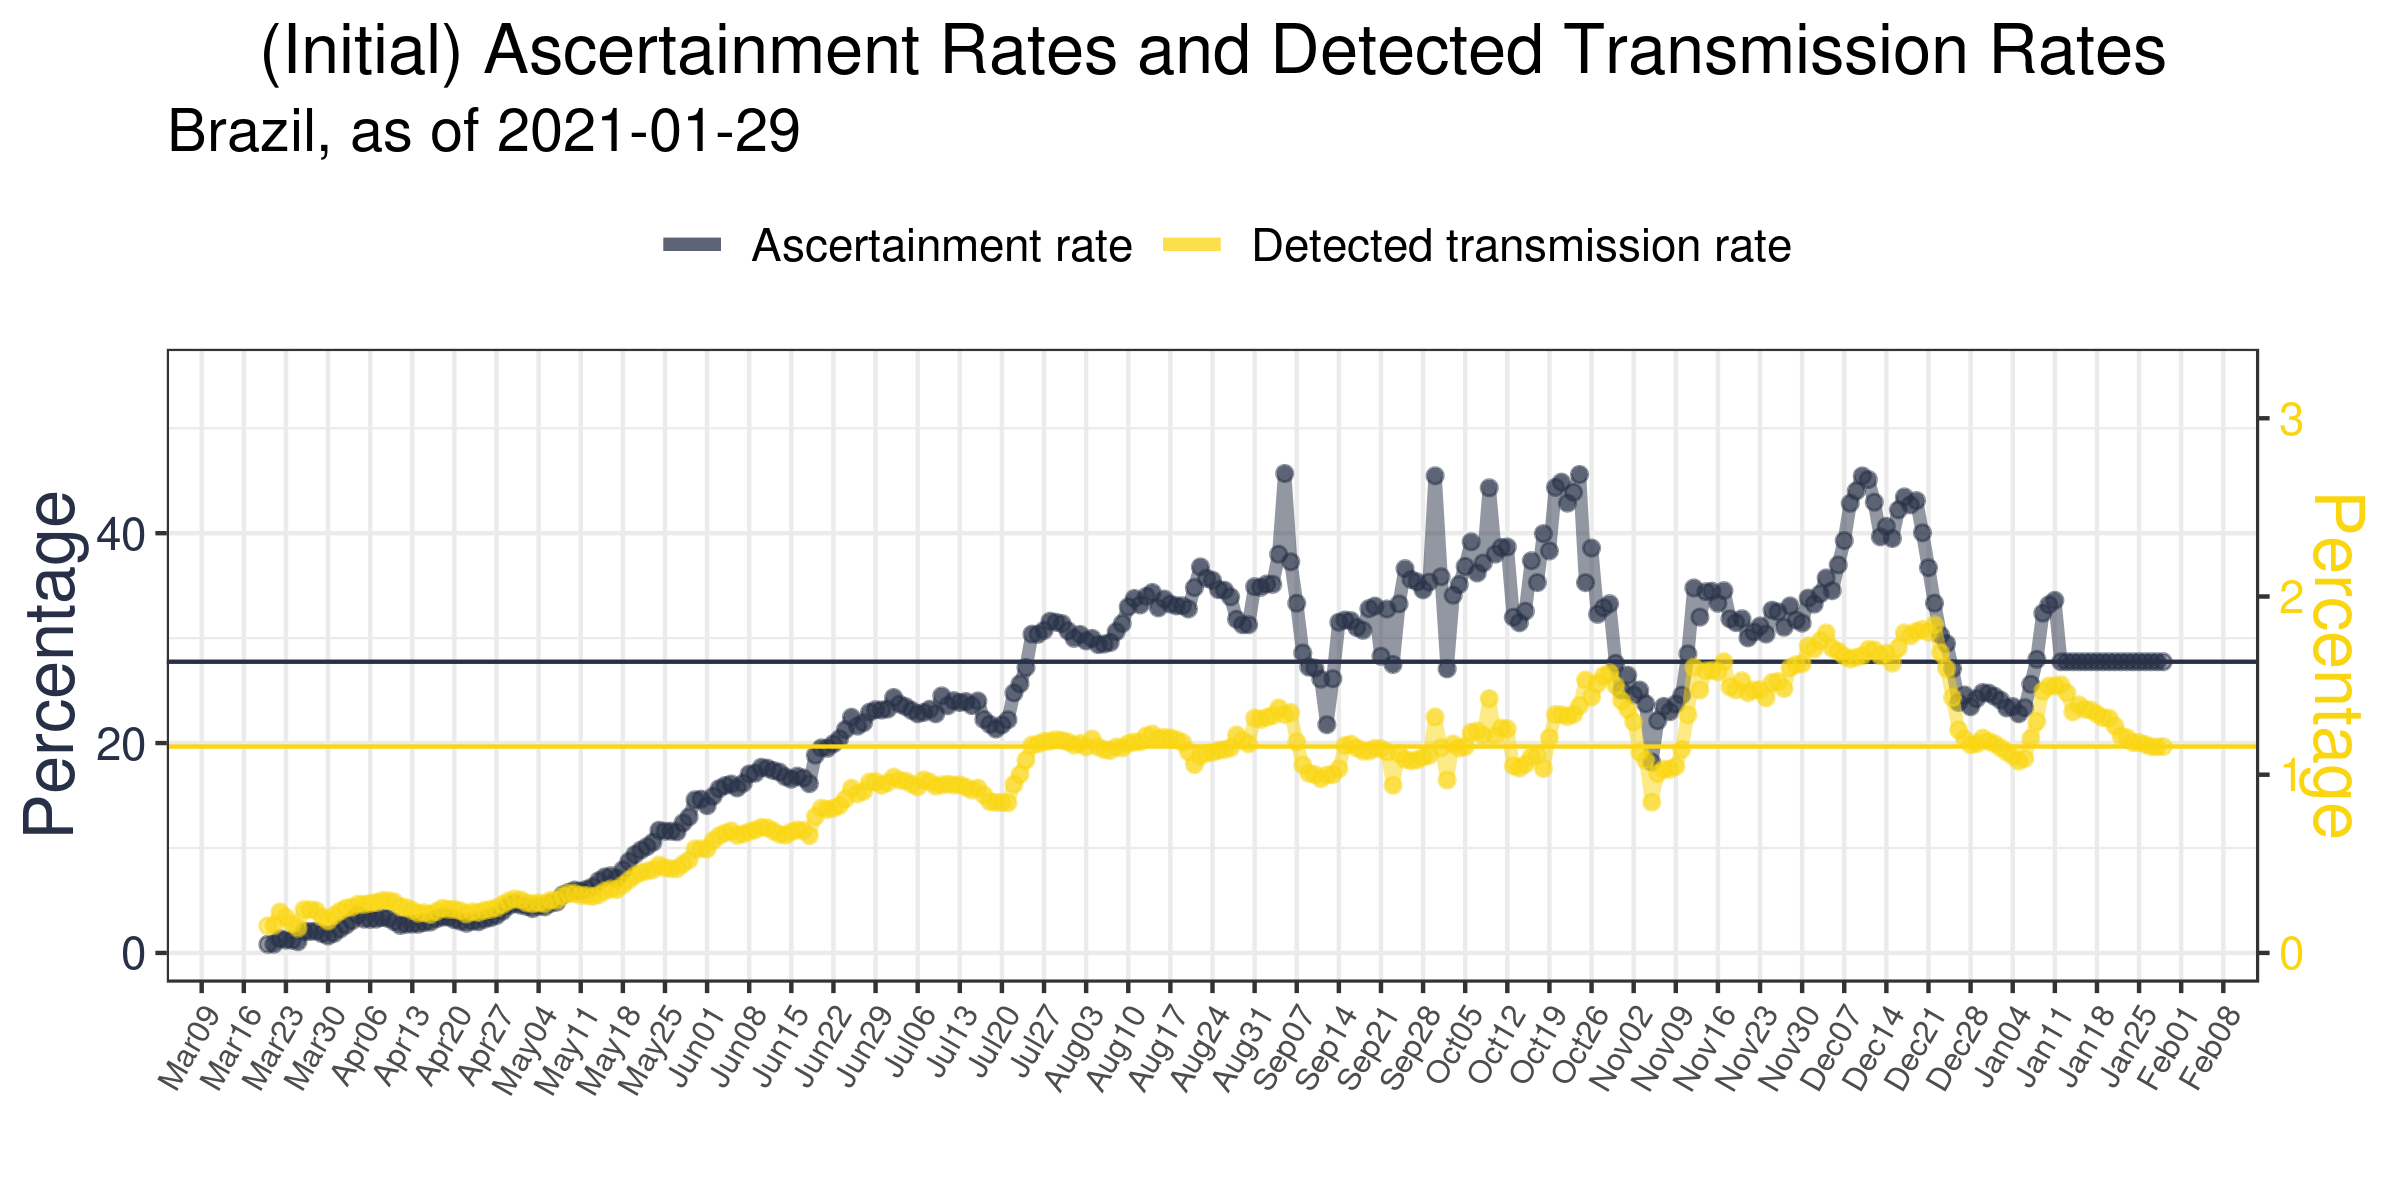 (Initial) Ascertainment Rates and Detected Transmission Rates
Brazil, as of 2021-01-29
Ascertainment rate Detected transmission rate
Percentage
40
20
0
3
2
1
0
Percentage
Mar09 Mar16 Mar23 Mar30 Apr06 Apr13 Apr20 Apr27 May04 May11 May18 May25 Jun01 Jun08 Jun15 Jun22 Jun29 Jul06 Jul13 Jul20 Jul27 Aug03 Aug10 Aug17 Aug24 Aug31 Sep07 Sep14 Sep21 Sep28 Oct05 Oct12 Oct19 Oct26 Nov02 Nov09 Nov16 Nov23 Nov30 Dec07 Dec14 Dec21 Dec28 Jan04 Jan11 Jan18 Jan25 Feb01 Feb08